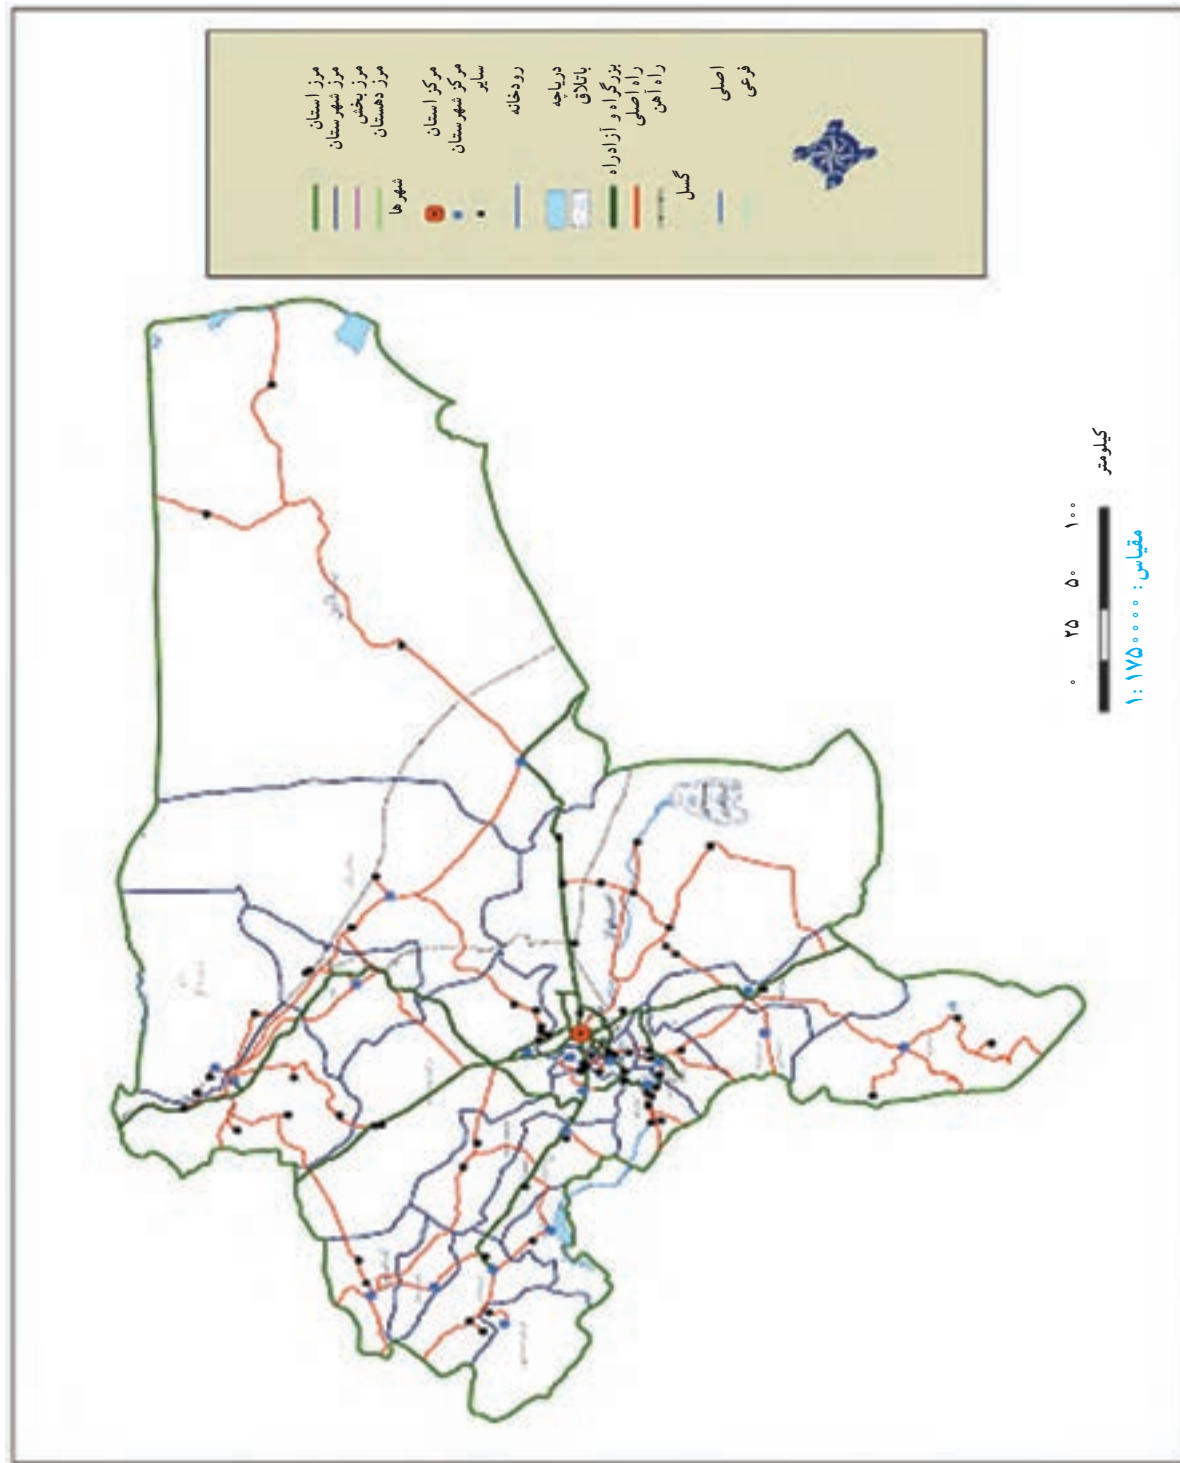 مرز استان
مرز شهرستان
مرز بخش
مرز دهستان
شهرها
مرکز استان
مرکز شهرستان
سایر
رودخانه
دریاچه
باتلاق
بزرگراه و آزادراه
راه اصلی
راه آهن
گسل
اصلی
فرعی
کیلومتر
۰ ۲۵ ۵۰ ۱۰۰
مقیاس: ۱:۱۷۵۰۰۰۰